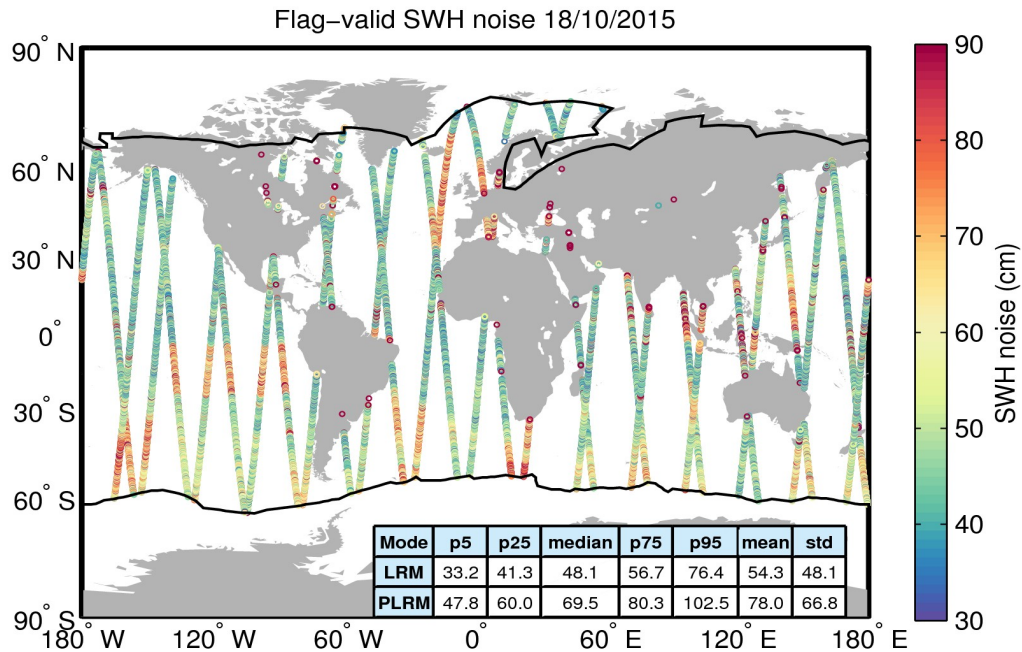 Flag−valid SWH noise 18/10/2015
90° N
60° N
30° N
0°
30° S
60° S
90° S
180° W
120° W
60° W
0°
60° E
120° E
180° E
Mode p5 p25 median p75 p95 mean std
LRM 33.2 41.3 48.1 56.7 76.4 54.3 48.1
PLRM 47.8 60.0 69.5 80.3 102.5 78.0 66.8
90
80
70
60
50
40
30
SWH noise (cm)